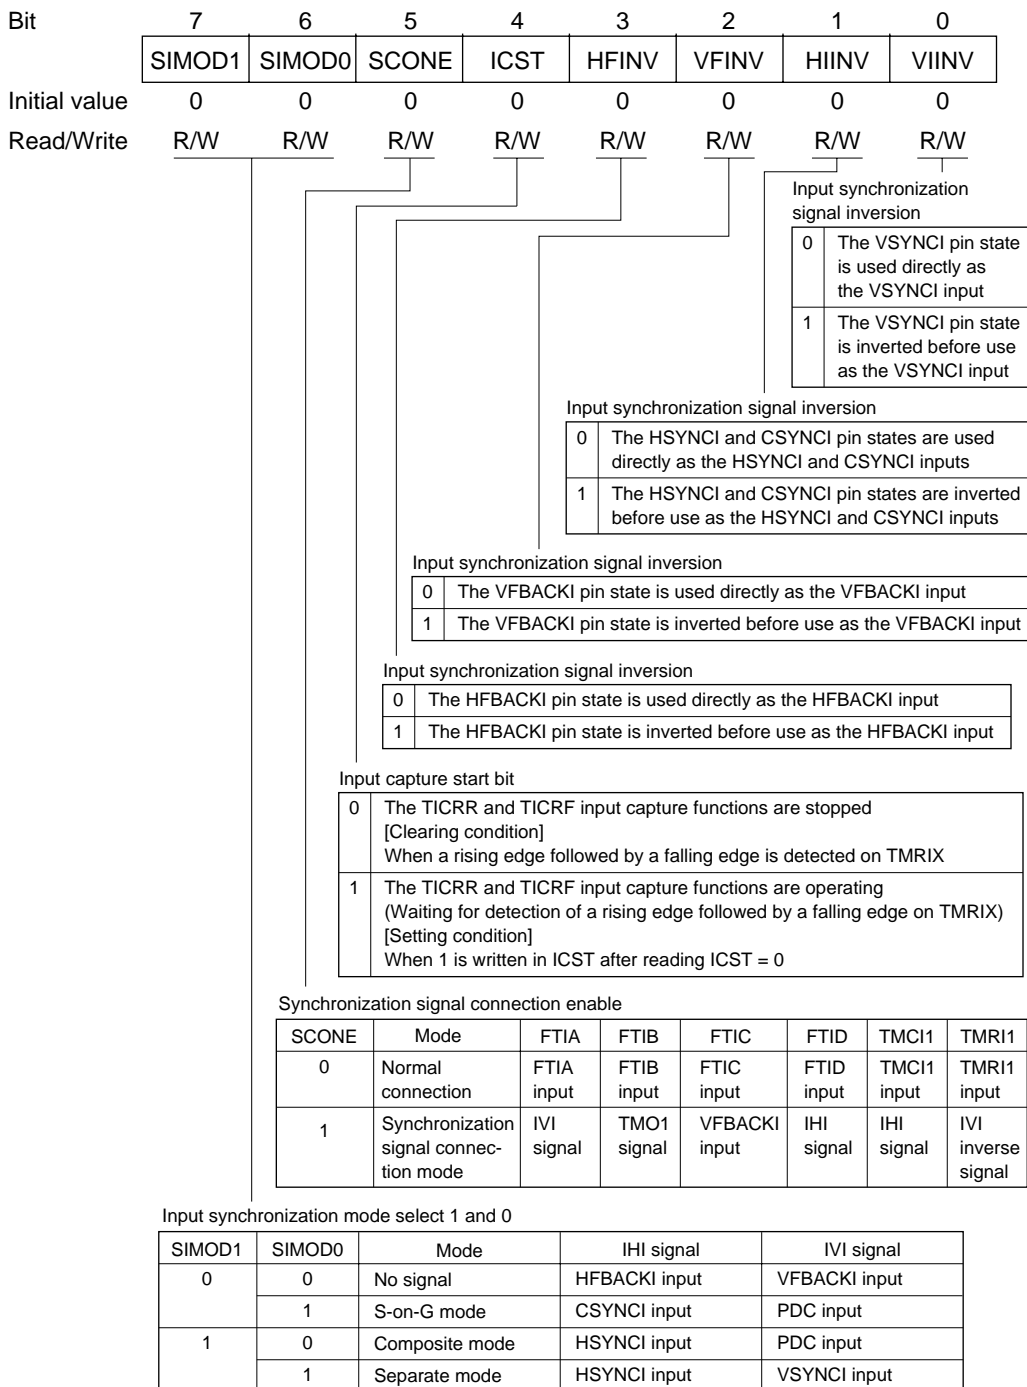 Bit 7 6 5 4 3 2 1 0
SIMOD1 SIMOD0 SCONE ICST HFINV VFINV HIINV VIINV
Initial value 0 0 0 0 0 0 0 0
Read/Write R/W R/W R/W R/W R/W R/W R/W R/W
Input synchronization
signal inversion
0 The VSYNCI pin state
is used directly as
the VSYNCI input
1 The VSYNCI pin state
is inverted before use
as the VSYNCI input
Input synchronization signal inversion
0 The HSYNCI and CSYNCI pin states are used
directly as the HSYNCI and CSYNCI inputs
1 The HSYNCI and CSYNCI pin states are inverted
before use as the HSYNCI and CSYNCI inputs
Input synchronization signal inversion
0 The VFBACKI pin state is used directly as the VFBACKI input
1 The VFBACKI pin state is inverted before use as the VFBACKI input
Input synchronization signal inversion
0 The HFBACKI pin state is used directly as the HFBACKI input
1 The HFBACKI pin state is inverted before use as the HFBACKI input
Input capture start bit
0 The TICRR and TICRF input capture functions are stopped
[Clearing condition]
When a rising edge followed by a falling edge is detected on TMRIX
1 The TICRR and TICRF input capture functions are operating
(Waiting for detection of a rising edge followed by a falling edge on TMRIX)
[Setting condition]
When 1 is written in ICST after reading ICST = 0
Synchronization signal connection enable
SCONE Mode FTIA FTIB FTIC FTID TMCI1 TMRI1
0 Normal FTIA FTIB FTIC FTID TMCI1 TMRI1
connection input input input input input input
1 Synchronization IVI TMO1 VFBACKI IHI IHI IVI
signal connec- signal signal input signal signal inverse
tion mode signal
Input synchronization mode select 1 and 0
SIMOD1 SIMOD0 Mode IHI signal IVI signal
0 0 No signal HFBACKI input VFBACKI input
1 S-on-G mode CSYNCI input PDC input
1 0 Composite mode HSYNCI input PDC input
1 Separate mode HSYNCI input VSYNCI input